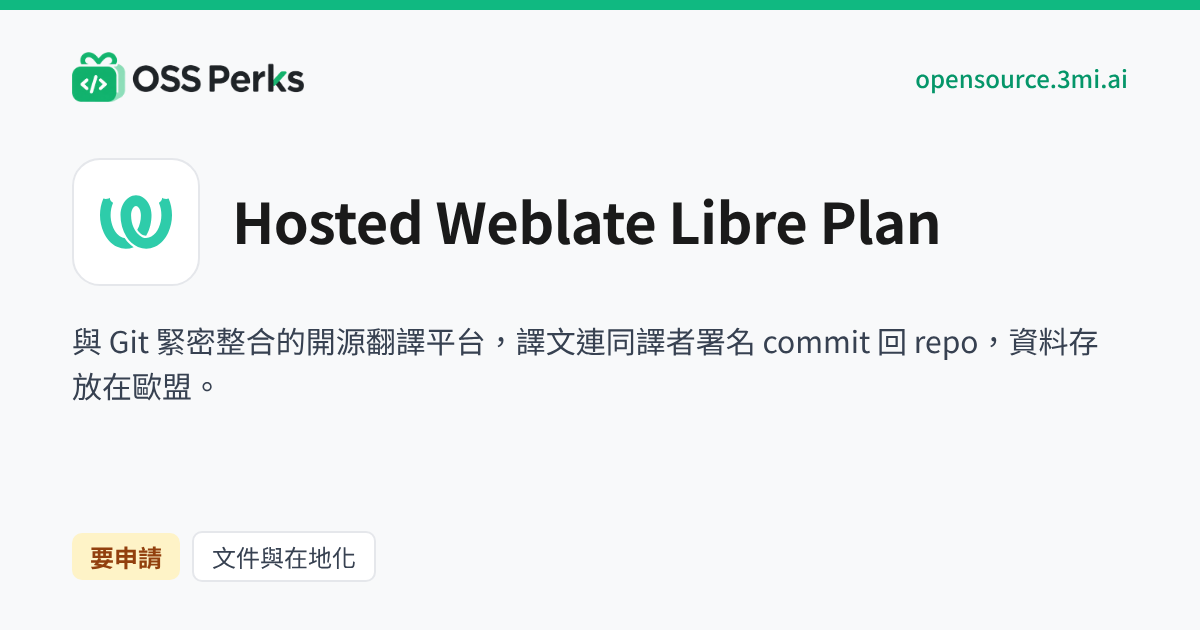 OSS Perks
opensource.3mi.ai
Hosted Weblate Libre Plan
與 Git 緊密整合的開源翻譯平台，譯文連同譯者署名 commit 回 repo，資料存
放在歐盟。
要申請
文件與在地化